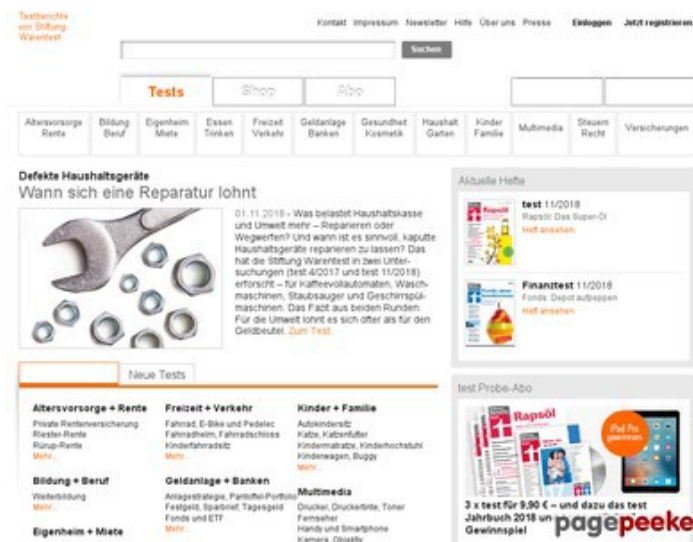 Testberichte
von Stiftung
Warentest
Kontakt Impressum Newsletter Hilfe Über uns Presse Einloggen Jetzt registrieren
Suchen
Tests Shop Abo
Altersvorsorge Rente
Bildung Beruf
Eigenheim Miete
Essen Trinken
Freizeit Verkehr
Geldanlage Banken
Gesundheit Kosmetik
Haushalt Garten
Kinder Familie
Multimedia
Steuern Recht
Versicherungen
Defekte Haushaltsgeräte
Wann sich eine Reparatur lohnt
01.11.2018 - Was belastet Haushaltskasse
und Umwelt mehr – Reparieren oder
Wegwerfen? Und wann ist es sinnvoll, kaputte
Haushaltsgeräte reparieren zu lassen? Das
hat die Stiftung Warentest in zwei Unter-
suchungen (test 4/2017 und test 11/2018)
erforscht – für Kaffeevollautomaten, Wasch-
maschinen, Staubsauger und Geschirrspül-
maschinen. Das Fazit aus beiden Runden:
Für die Umwelt lohnt es sich öfter als für den
Geldbeutel. Zum Test
Neue Tests
Altersvorsorge + Rente
Private Rentenversicherung
Riester-Rente
Rürup-Rente
Mehr...
Bildung + Beruf
Weiterbildung
Mehr...
Eigenheim + Miete
Freizeit + Verkehr
Fahrrad, E-Bike und Pedelec
Fahrradhelm, Fahrradschloss
Kinderfahrradsitz
Mehr...
Geldanlage + Banken
Anlagestrategie, Pantoffel-Portfolio
Festgeld, Sparbrief, Tagesgeld
Fonds und ETF
Mehr...
Kinder + Familie
Autokindersitz
Katze, Katzenfutter
Kindermatratze, Kinderhochstuhl
Kinderwagen, Buggy
Mehr...
Multimedia
Drucker, Druckertinte, Toner
Fernseher
Handy und Smartphone
Kamera, Objektiv
Aktuelle Hefte
Rapsöl
test 11/2018
Rapsöl: Das Super-Öl
Heft ansehen
Finanztest 11/2018
Fonds: Depot aufpeppen
Heft ansehen
test Probe-Abo
Rapsöl
iPad Pro
gewinnen
3 x test für 9,90 € – und dazu das test
Jahrbuch 2018 un
Gewinnspiel
pagepeeke